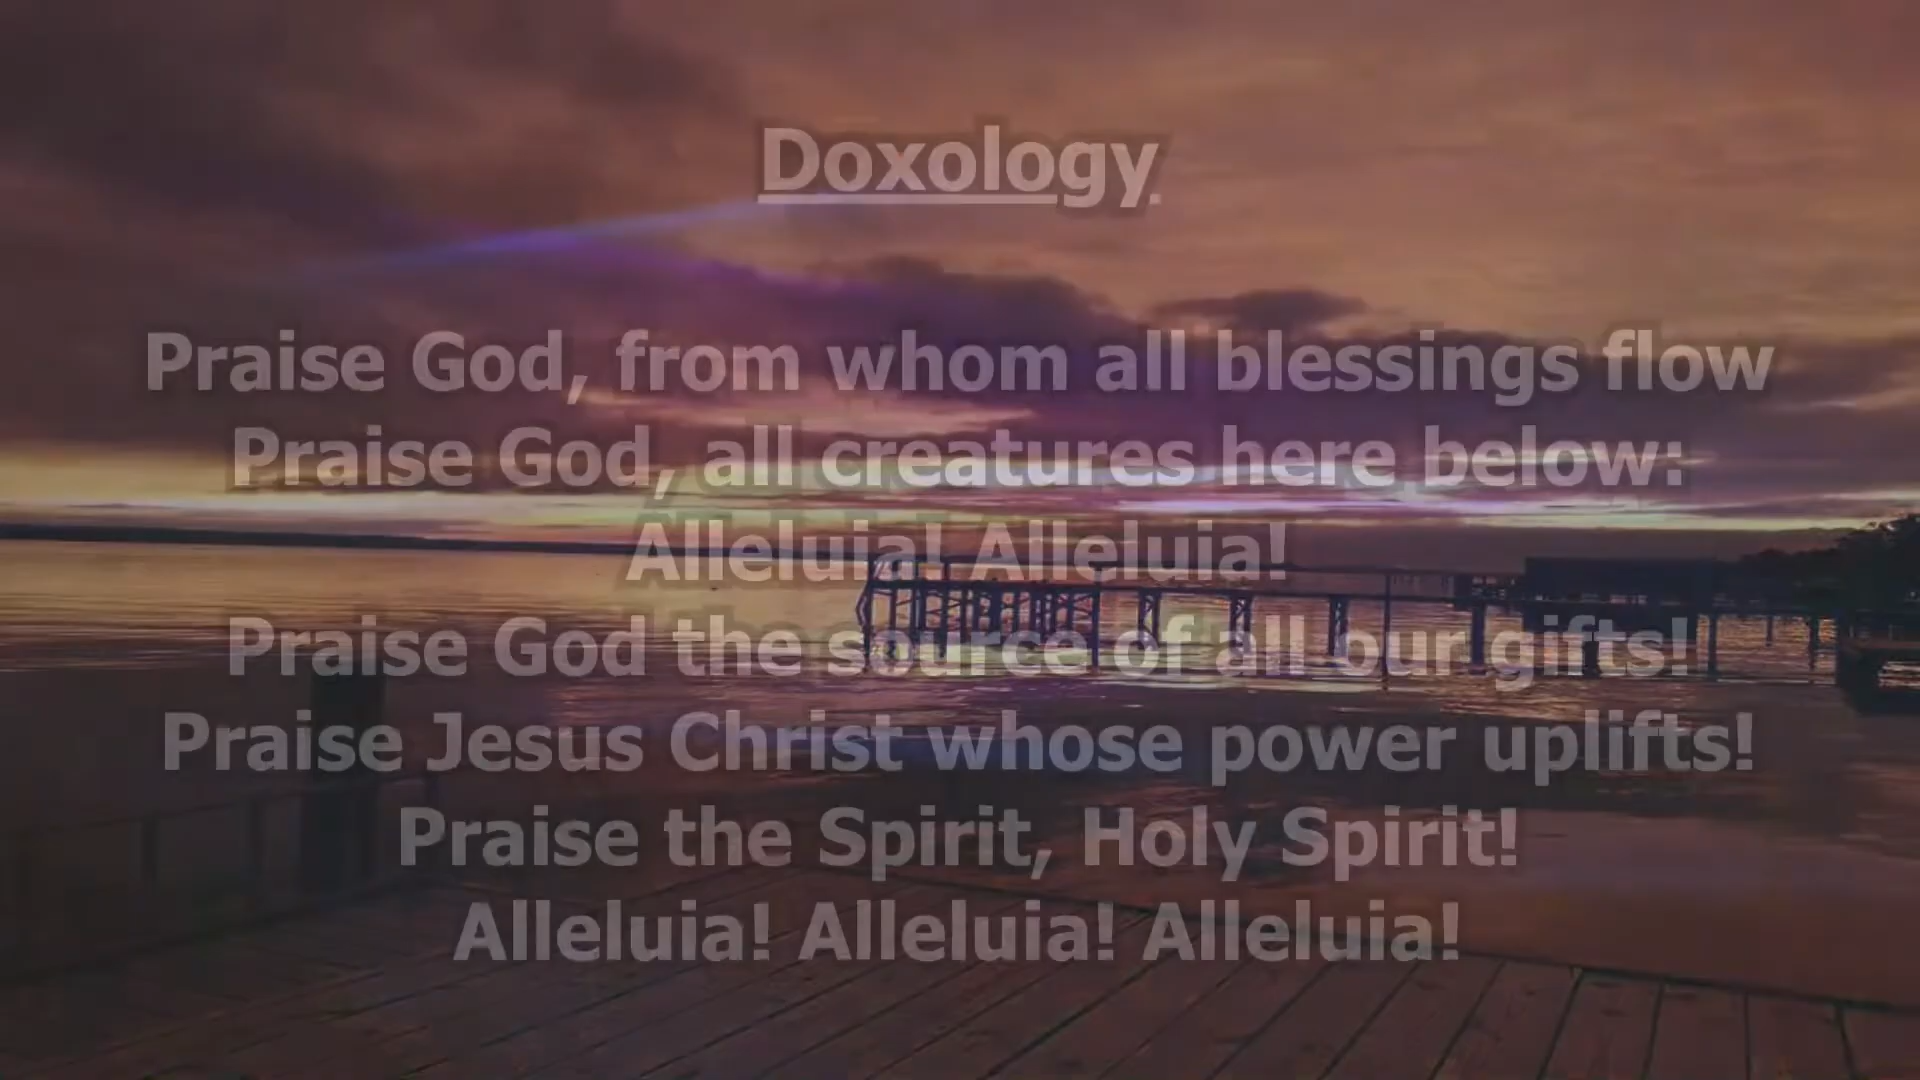 Doxology
Praise God, from whom all blessings flow
Praise God, all creatures here below:
Alleluia! Alleluia!
Praise God the source of all our gifts!
Praise Jesus Christ whose power uplifts!
Praise the Spirit, Holy Spirit!
Alleluia! Alleluia! Alleluia!